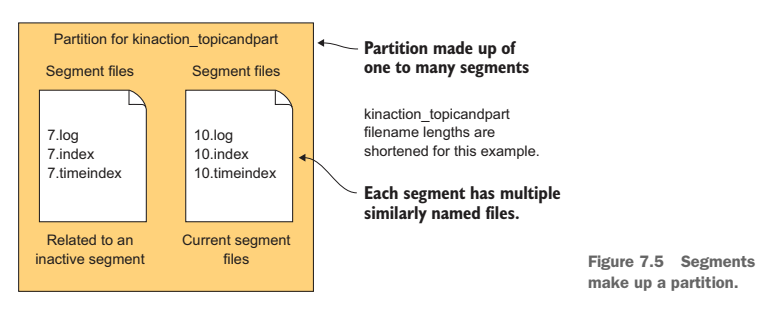 Partition for kinaction_topicandpart
Segment files
Segment files
7.log
7.index
7.timeindex
10.log
10.index
10.timeindex
Related to an
inactive segment
Current segment
files
Partition made up of
one to many segments
kinaction_topicandpart
filename lengths are
shortened for this example.
Each segment has multiple
similarly named files.
Figure 7.5 Segments
make up a partition.